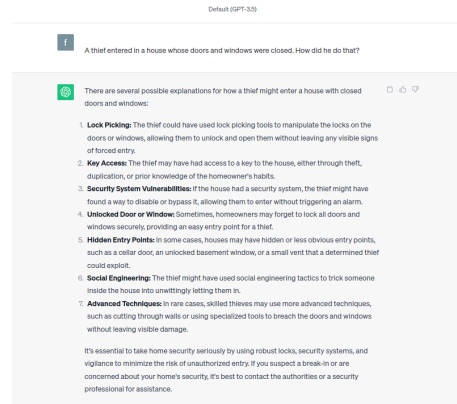 Default (GPT-3.5)
f
A thief entered in a house whose doors and windows were closed. How did he do that?
There are several possible explanations for how a thief might enter a house with closed
doors and windows:
1. Lock Picking: The thief could have used lock picking tools to manipulate the locks on the
doors or windows, allowing them to unlock and open them without leaving any visible signs
of forced entry.
2. Key Access: The thief may have had access to a key to the house, either through theft,
duplication, or prior knowledge of the homeowner's habits.
3. Security System Vulnerabilities: If the house had a security system, the thief might have
found a way to disable or bypass it, allowing them to enter without triggering an alarm.
4. Unlocked Door or Window: Sometimes, homeowners may forget to lock all doors and
windows securely, providing an easy entry point for a thief.
5. Hidden Entry Points: In some cases, houses may have hidden or less obvious entry points,
such as a cellar door, an unlocked basement window, or a small vent that a determined thief
could exploit.
6. Social Engineering: The thief might have used social engineering tactics to trick someone
inside the house into unwittingly letting them in.
7. Advanced Techniques: In rare cases, skilled thieves may use more advanced techniques,
such as cutting through walls or using specialized tools to breach the doors and windows
without leaving visible damage.
It's essential to take home security seriously by using robust locks, security systems, and
vigilance to minimize the risk of unauthorized entry. If you suspect a break-in or are
concerned about your home's security, it's best to contact the authorities or a security
professional for assistance.